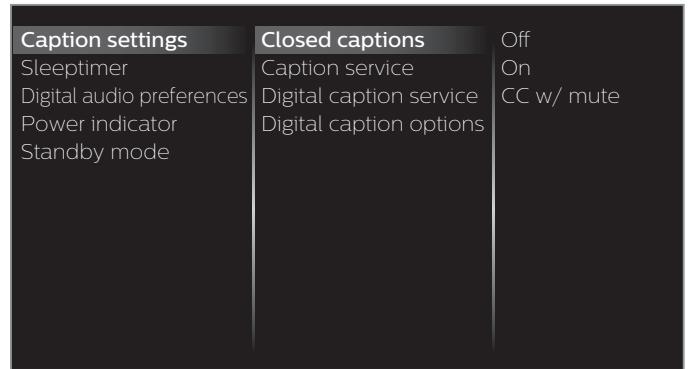 Caption settings
Sleeptimer
Digital audio preferences
Power indicator
Standby mode
Closed captions
Caption service
Digital caption service
Digital caption options
Off
On
CC w/ mute